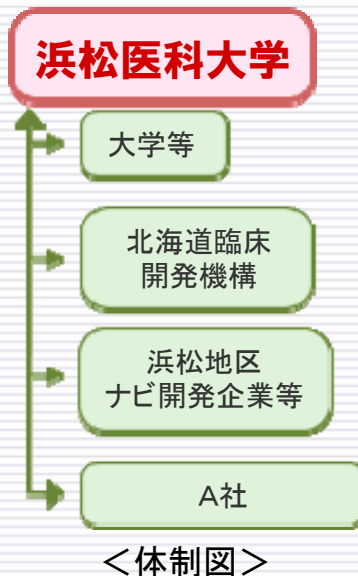 浜松医科大学
大学等
北海道臨床
開発機構
浜松地区
ナビ開発企業等
A社
＜体制図＞